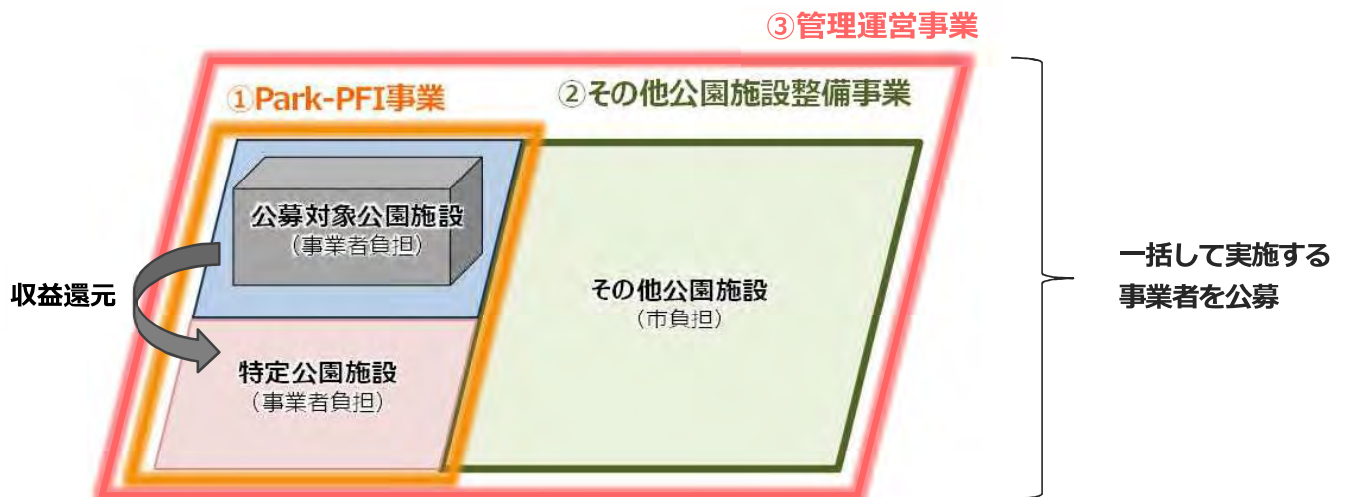 ③管理運営事業
①Park-PFI事業
②その他公園施設整備事業
公募対象公園施設
（事業者負担）
収益還元
特定公園施設
（事業者負担）
その他公園施設
（市負担）
一括して実施する
事業者を公募